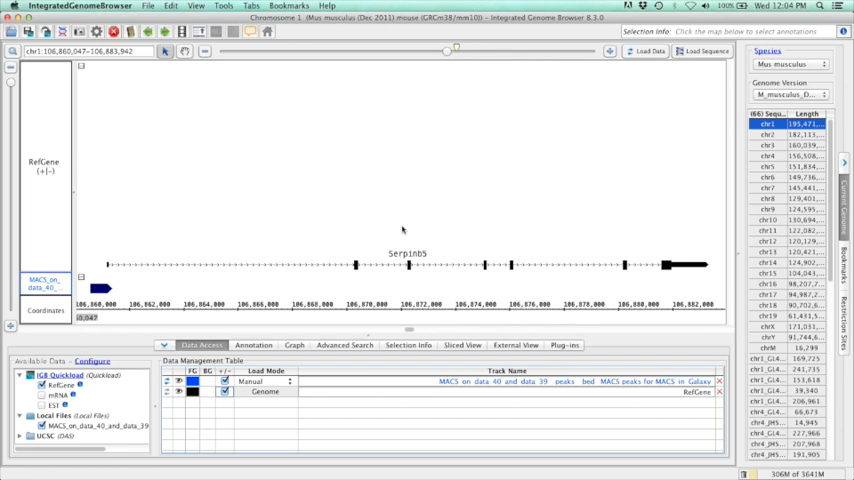 IntegratedGenomeBrowser File Edit View Tools Tabs Bookmarks Help 100% Wed 12:04 PM
Chromosome 1 (Mus musculus (Dec 2011) mouse (GRCm38/mm10)) - Integrated Genome Browser 8.3.0
Selection Info: Click the map below to select annotations
chr1:106,860,047-106,883,942 Load Data Load Sequence
Species
Mus musculus
Genome Version
M_musculus_D...
(66) Sequ... Length
chr1 195,471,...
chr2 182,113,...
chr3 160,039,...
chr4 156,508,...
chr5 151,834,...
chr6 149,736,...
chr7 145,441,...
chr8 129,401,...
chr9 124,595,...
chr10 130,694,...
chr11 122,082,...
chr12 120,129,...
chr13 120,421,...
chr14 124,902,...
chr15 104,043,...
chr16 98,207,7...
chr17 94,987,2...
chr18 90,702,6...
chr19 61,431,5...
chrX 171,031,...
chrY 91,744,6...
chrM 16,299
chr1_GL4... 169,725
chr1_GL4... 241,735
chr1_GL4... 153,618
chr1_GL4... 39,340
chr1_GL4... 206,961
chr4_GL4... 66,673
chr4_JH5... 14,945
chr4_GL4... 227,966
chr4_JH5... 207,968
chr4_GL4... 191,905
Current Genome
Bookmarks
Restriction Sites
RefGene
(+|-)
Serpinb5
MACS_on_
data_40_...
Coordinates
106,860,000 106,862,000 106,864,000 106,866,000 106,868,000 106,870,000 106,872,000 106,874,000 106,876,000 106,878,000 106,880,000 106,882,000
Data Access Annotation Graph Advanced Search Selection Info Sliced View External View Plug-ins
Available Data - Configure
IGB Quickload (Quickload)
RefGene
mRNA
EST
Local Files (Local Files)
MACS_on_data_40_and_data_39
UCSC (DAS)
Data Management Table
FG BG +/- Load Mode Track Name
Manual MACS on data 40 and data 39 peaks bed MACS peaks for MACS in Galaxy
Genome RefGene
306M of 3641M